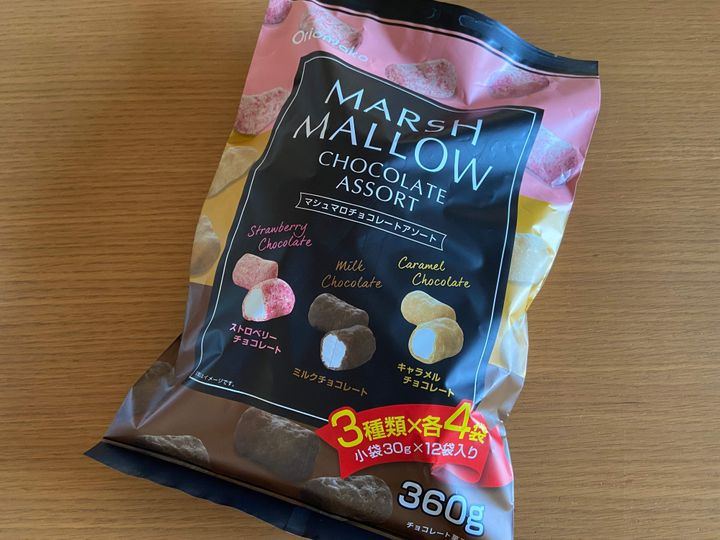 MARSH
MALLOW
CHOCOLATE
ASSORT
マシュマロチョコレートアソート
Strawberry
Chocolate
Milk
Chocolate
Caramel
Chocolate
ストロベリー
チョコレート
ミルクチョコレート
キャラメル
チョコレート
3種類×各4袋
小袋30g×12袋入り
360g